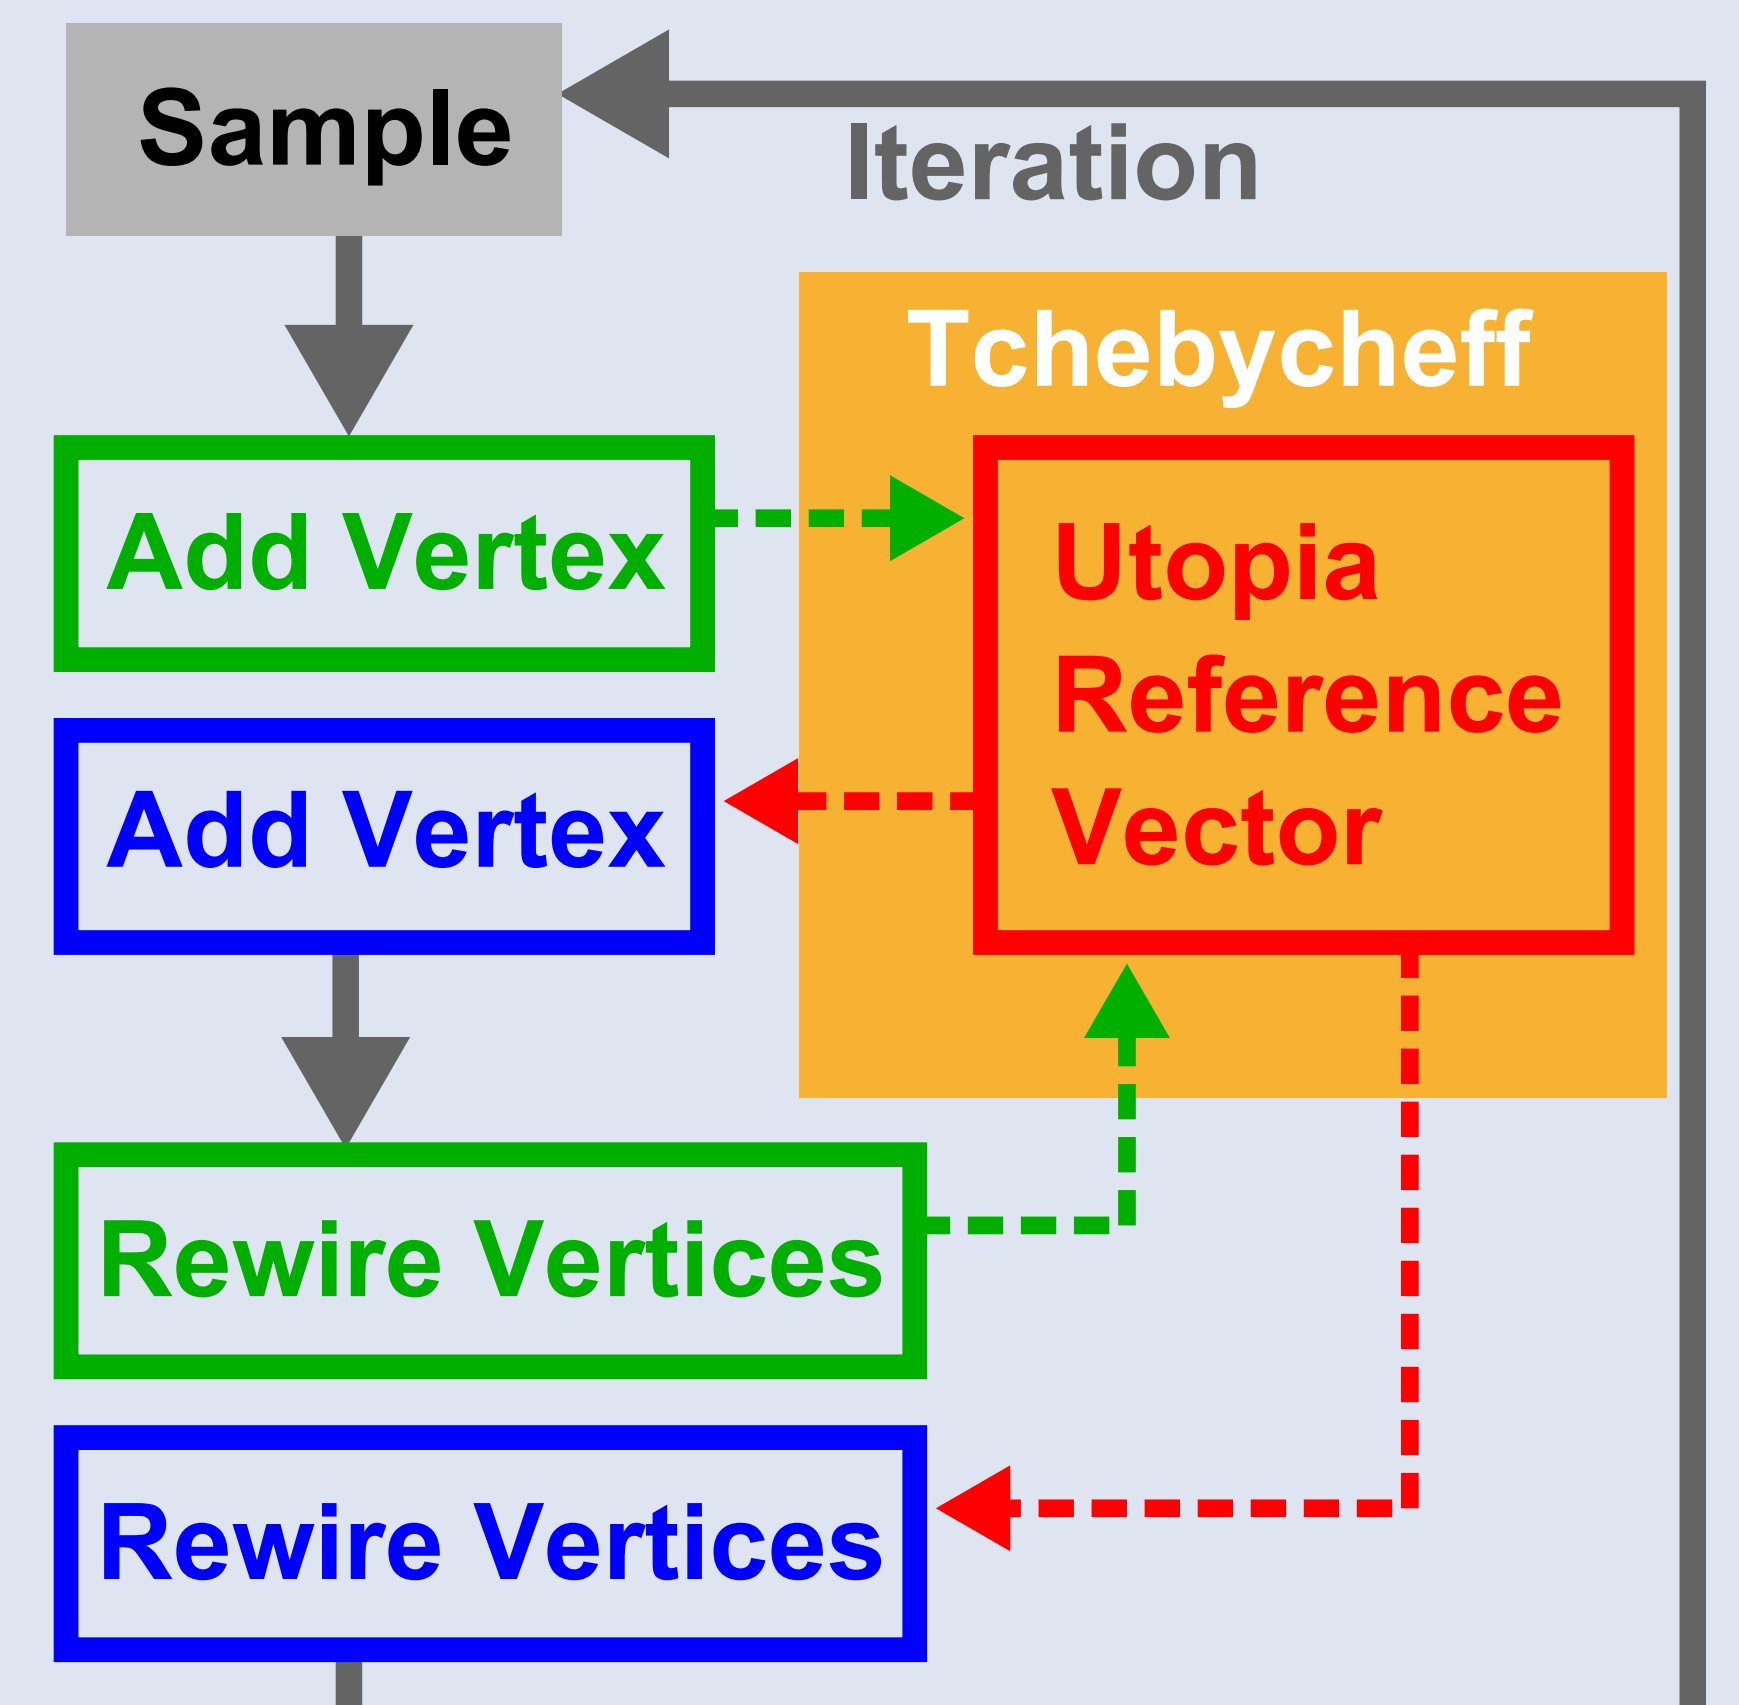 Sample
Iteration
Tchebycheff
Add Vertex
Utopia
Reference
Vector
Add Vertex
Rewire Vertices
Rewire Vertices